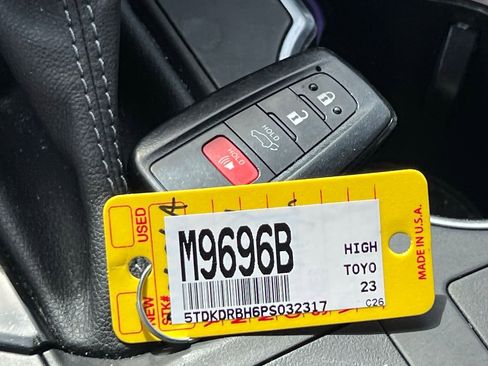 HOLD
HOLD
USED
NEW
STK#
M9696B
HIGH
TOYO
23
C26
5TDKDRBH6PS032317
MADE IN U.S.A.